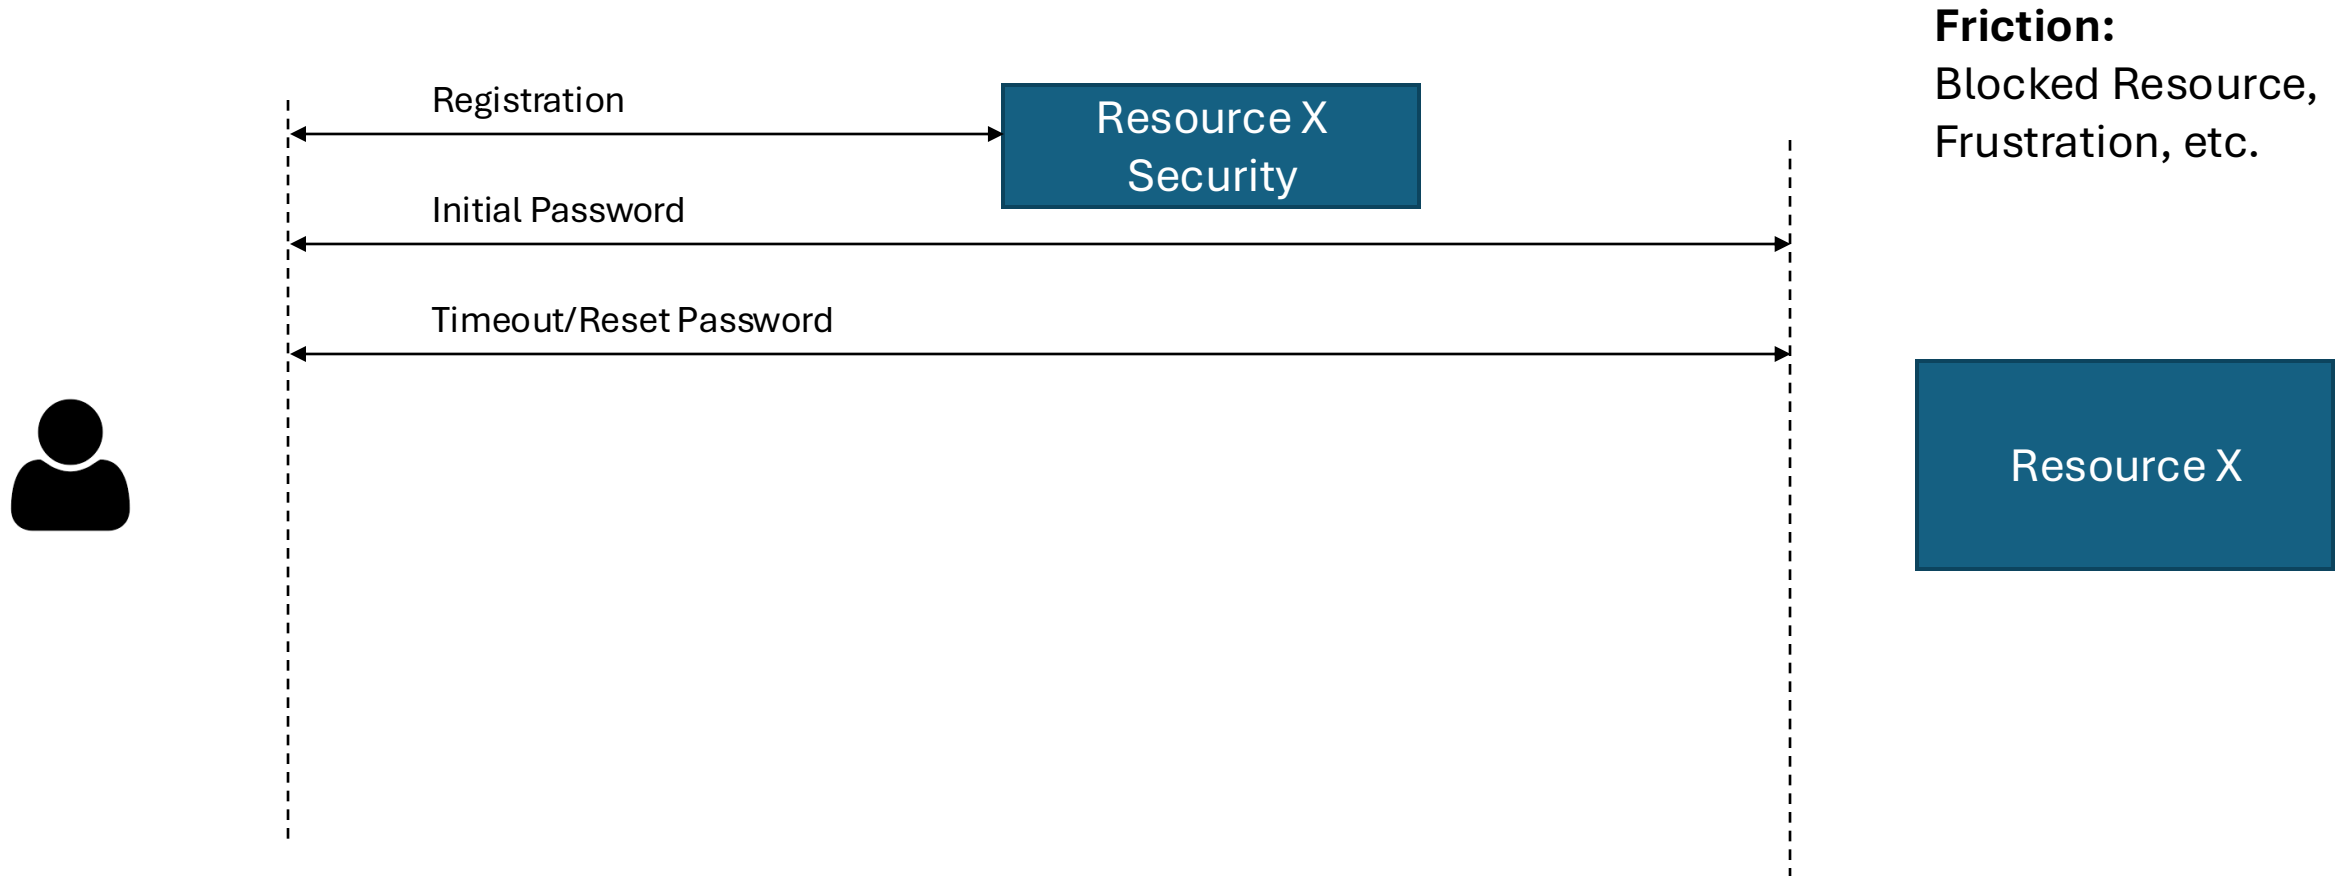 Friction:
Blocked Resource,
Frustration, etc.
Registration
Resource X
Security
Initial Password
Timeout/Reset Password
Resource X